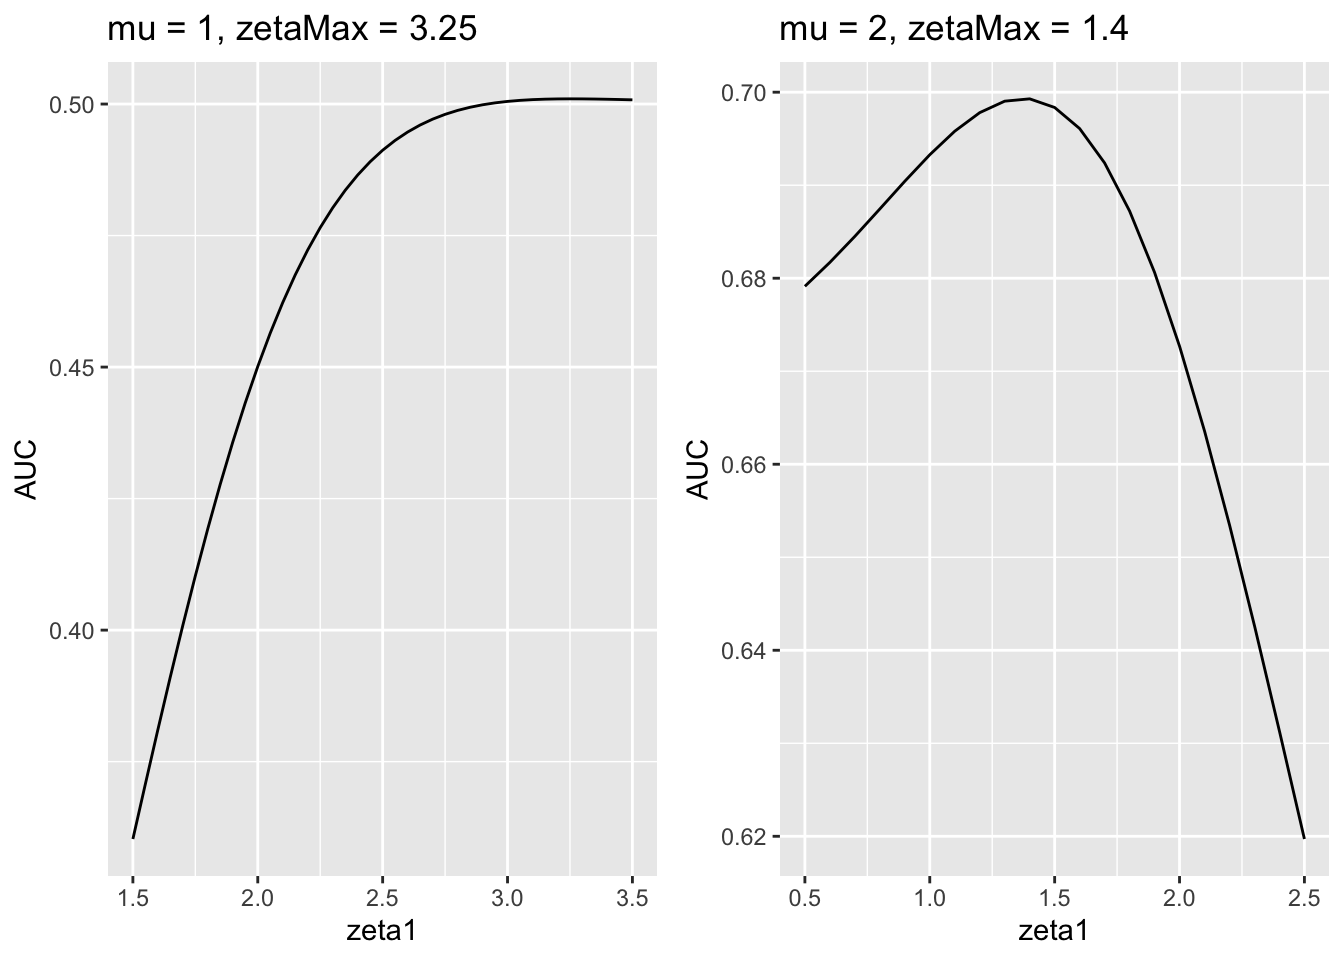 mu = 1, zetaMax = 3.25
0.50
0.45
0.40
AUC
1.5 2.0 2.5 3.0 3.5
zeta1
mu = 2, zetaMax = 1.4
0.70
0.68
0.66
0.64
0.62
AUC
0.5 1.0 1.5 2.0 2.5
zeta1